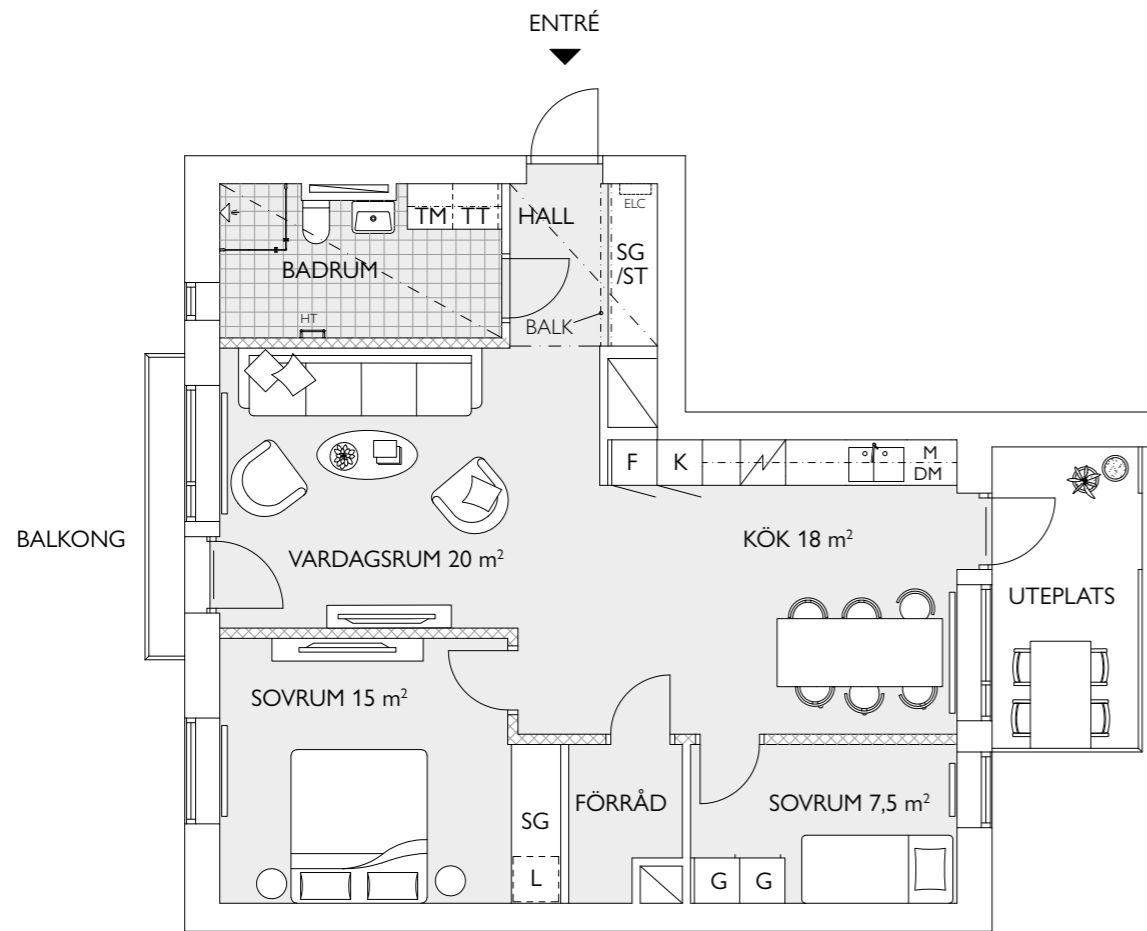 ENTRÉ
ELC
TM TT HALL
SG
/ST
BADRUM
HT
BALK
F K
M
DM
BALKONG
VARDAGSRUM 20 m²
KÖK 18 m²
UTEPLATS
SOVRUM 15 m²
FÖRRÅD
SOVRUM 7,5 m²
SG
L
G G